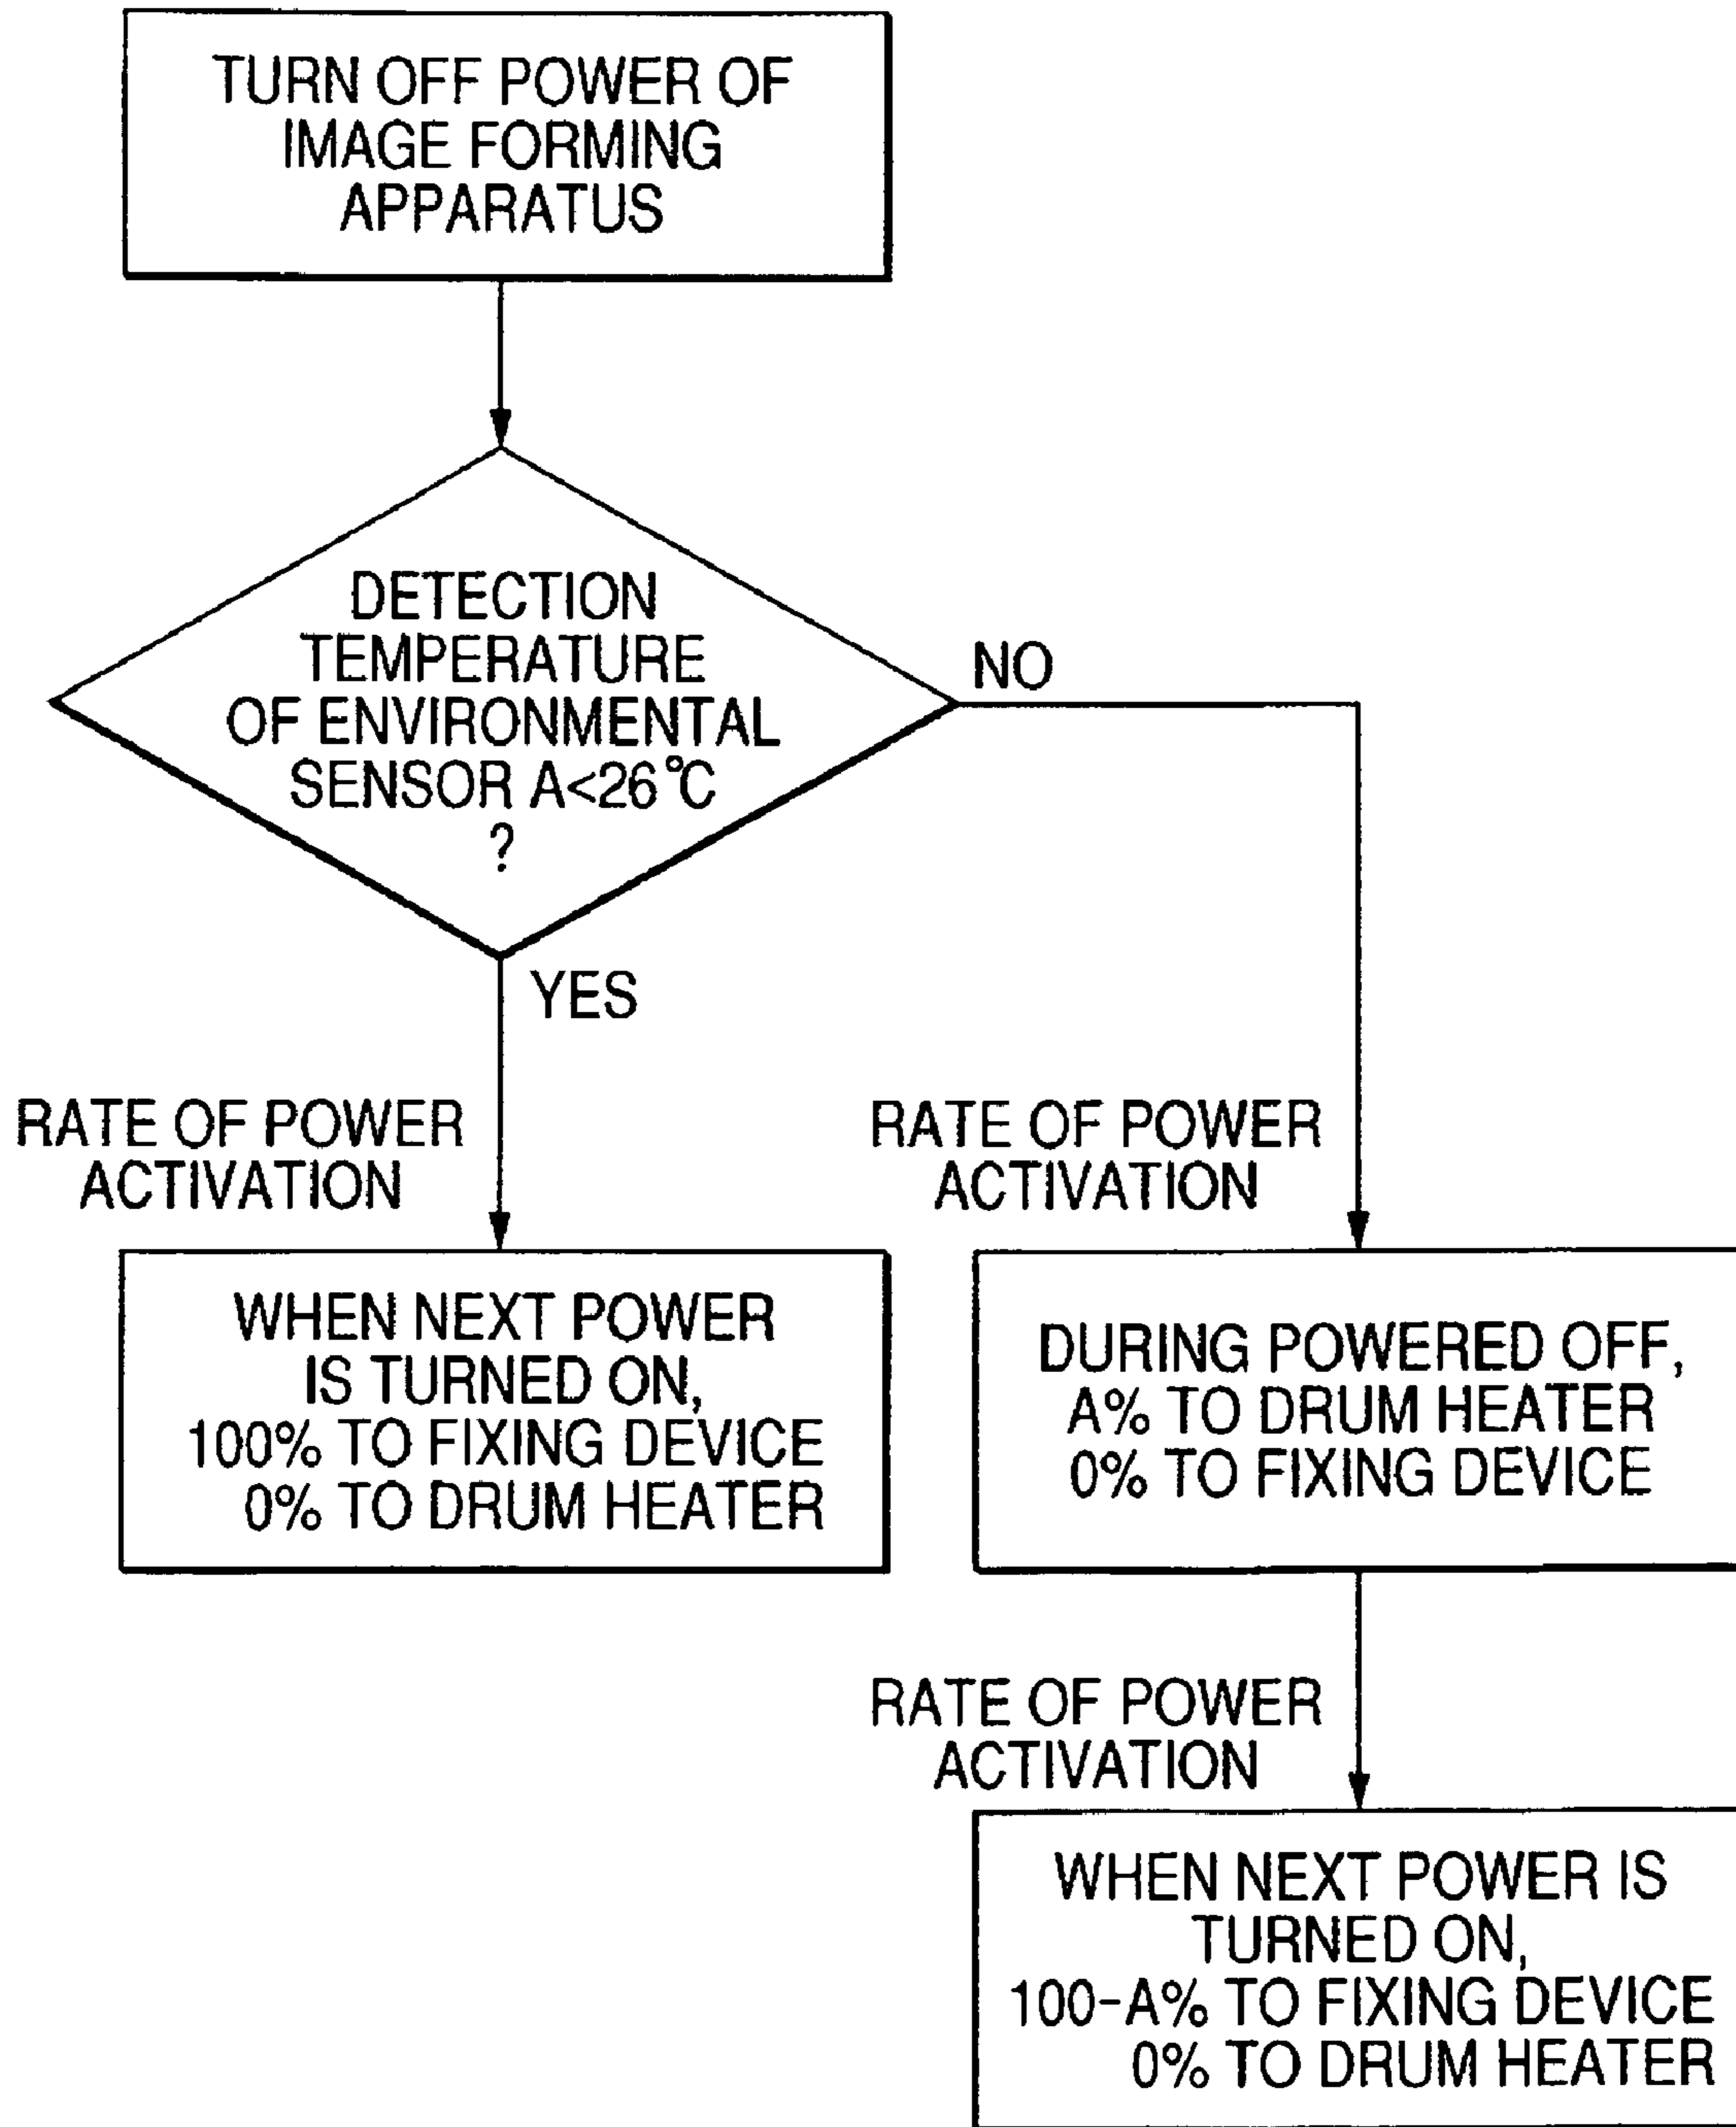 TURN OFF POWER OF
IMAGE FORMING
APPARATUS
DETECTION
TEMPERATURE
OF ENVIRONMENTAL
SENSOR A<26°C
?
NO
YES
RATE OF POWER
ACTIVATION
WHEN NEXT POWER
IS TURNED ON,
100% TO FIXING DEVICE
0% TO DRUM HEATER
RATE OF POWER
ACTIVATION
DURING POWERED OFF,
A% TO DRUM HEATER
0% TO FIXING DEVICE
RATE OF POWER
ACTIVATION
WHEN NEXT POWER IS
TURNED ON,
100-A% TO FIXING DEVICE
0% TO DRUM HEATER